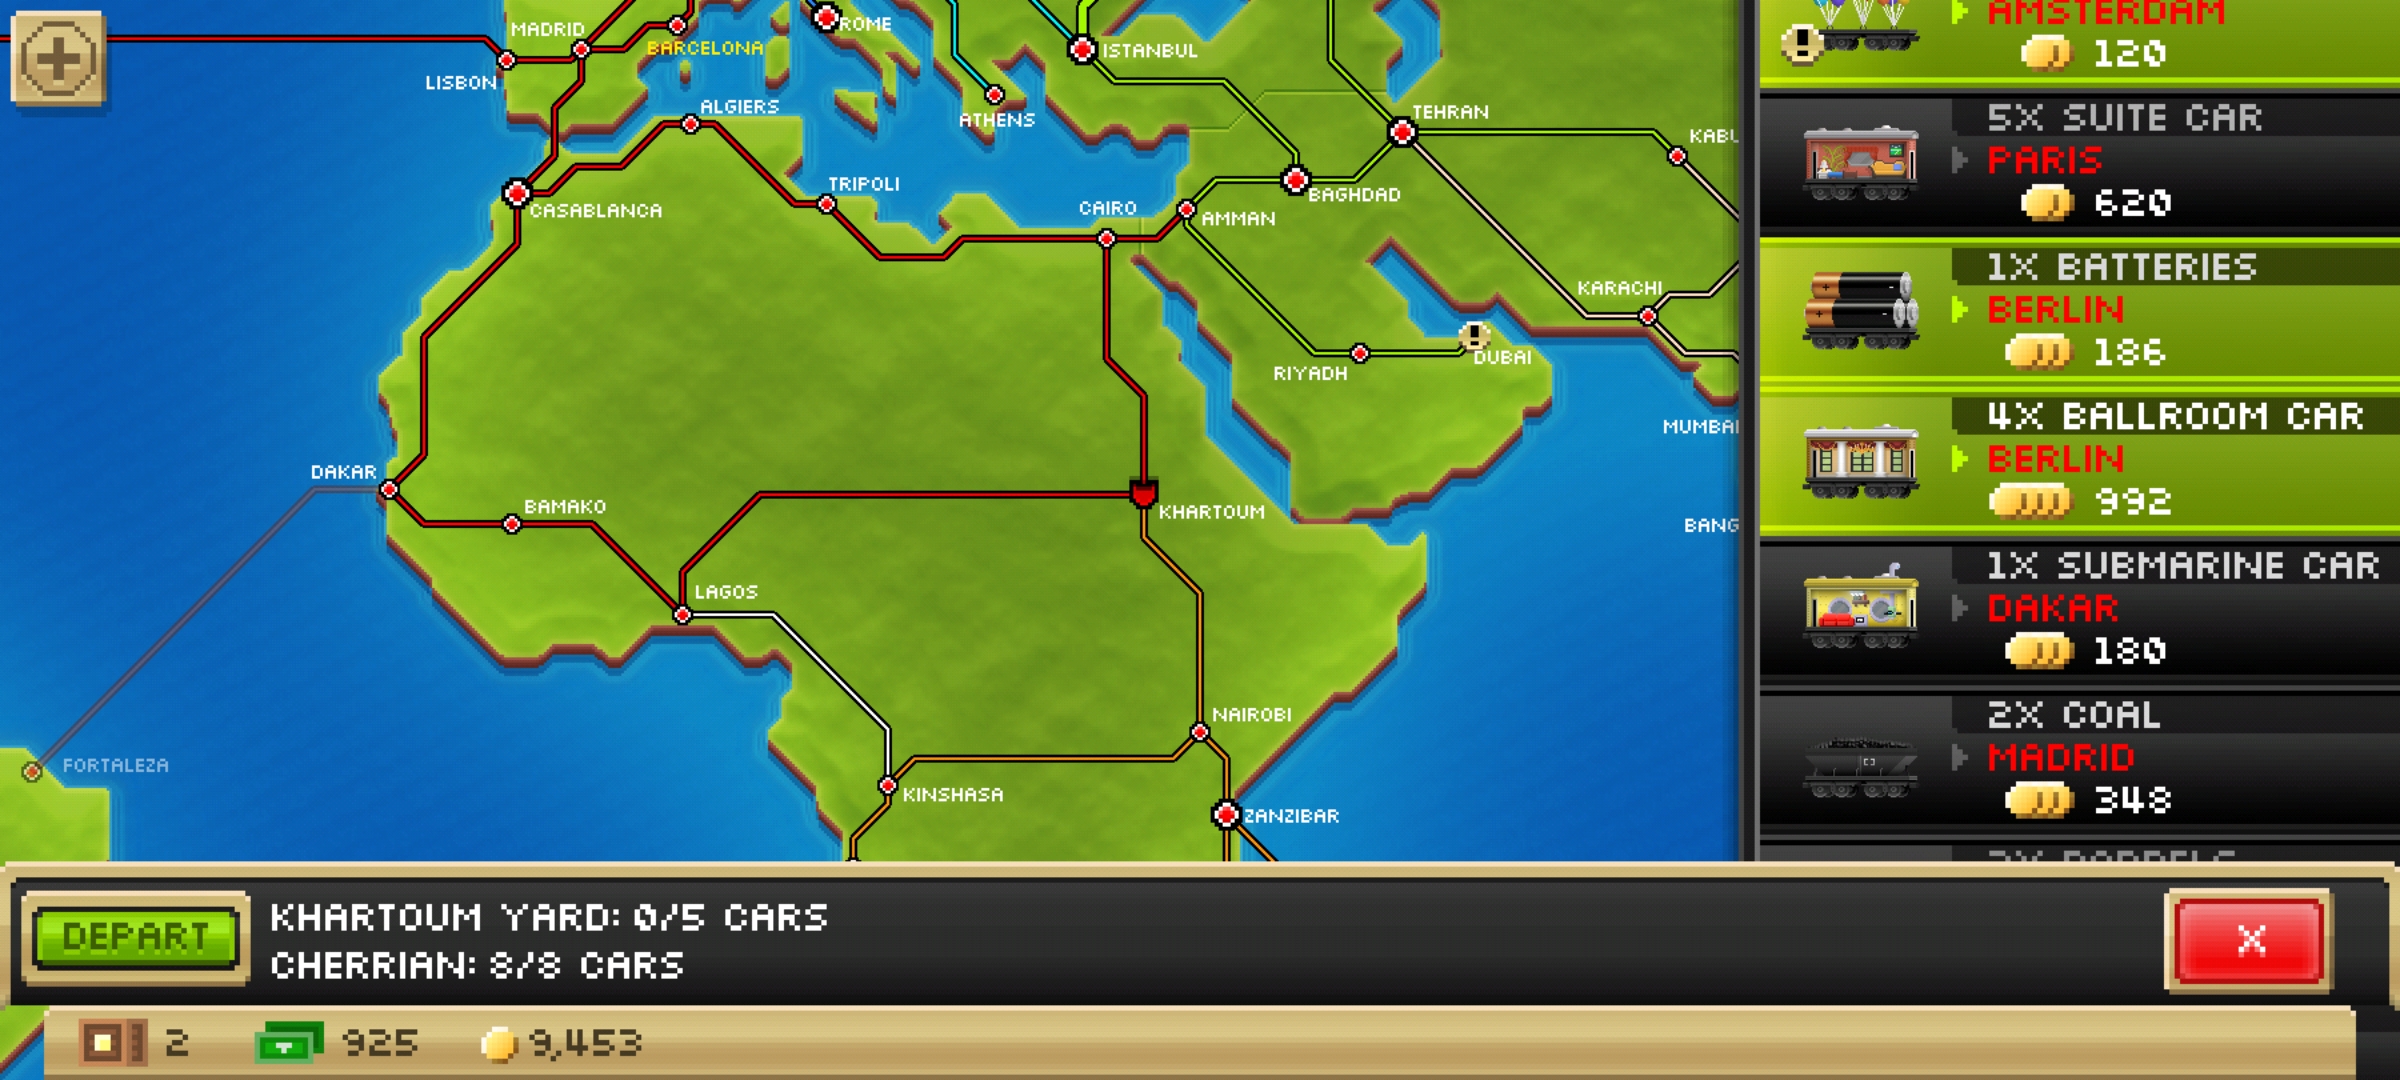 MADRID
ROME
BARCELONA
ISTANBUL
LISBON
ALGIERS
ATHENS
TEHRAN
TRIPOLI
BAGHDAD
CASABLANCA
CAIRO
AMMAN
KARACHI
RIYADH
DUBAI
DAKAR
BAMAKO
KHARTOUM
LAGOS
NAIROBI
FORTALEZA
KINSHASA
ZANZIBAR
AMSTERDAM
120
5X SUITE CAR
PARIS
620
1X BATTERIES
BERLIN
186
4X BALLROOM CAR
BERLIN
992
1X SUBMARINE CAR
DAKAR
180
2X COAL
MADRID
348
DEPART
KHARTOUM YARD: 0/5 CARS
CHERRIAN: 8/8 CARS
X
2
925
9,453